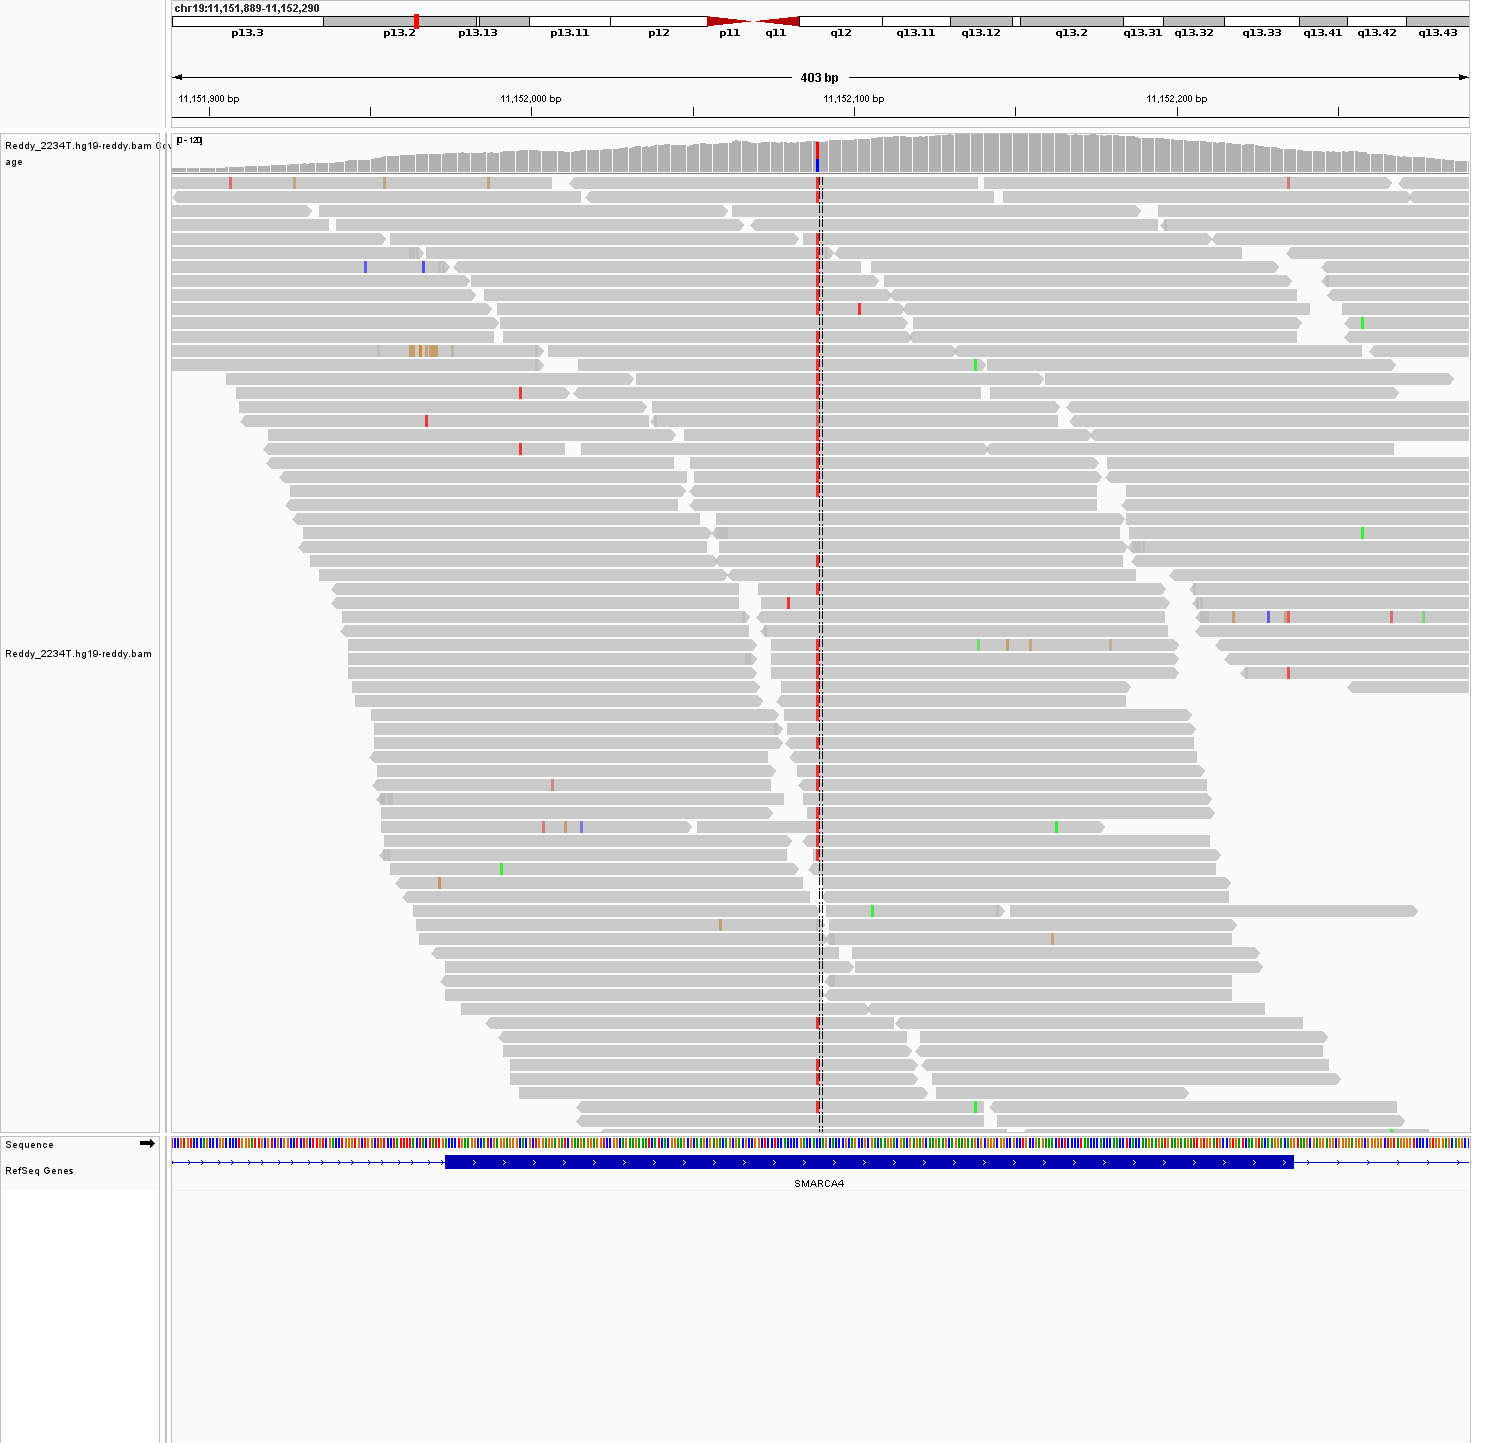 chr19:11,151,889-11,152,290
p13.3 p13.2 p13.13 p13.11 p12 p11 q11 q12 q13.11 q13.12 q13.2 q13.31 q13.32 q13.33 q13.41 q13.42 q13.43
403 bp
11,151,900 bp 11,152,000 bp 11,152,100 bp 11,152,200 bp
Reddy_2234T.hg19-reddy.bam Cov
age
[0 - 120]
Reddy_2234T.hg19-reddy.bam
Sequence
RefSeq Genes
SMARCA4